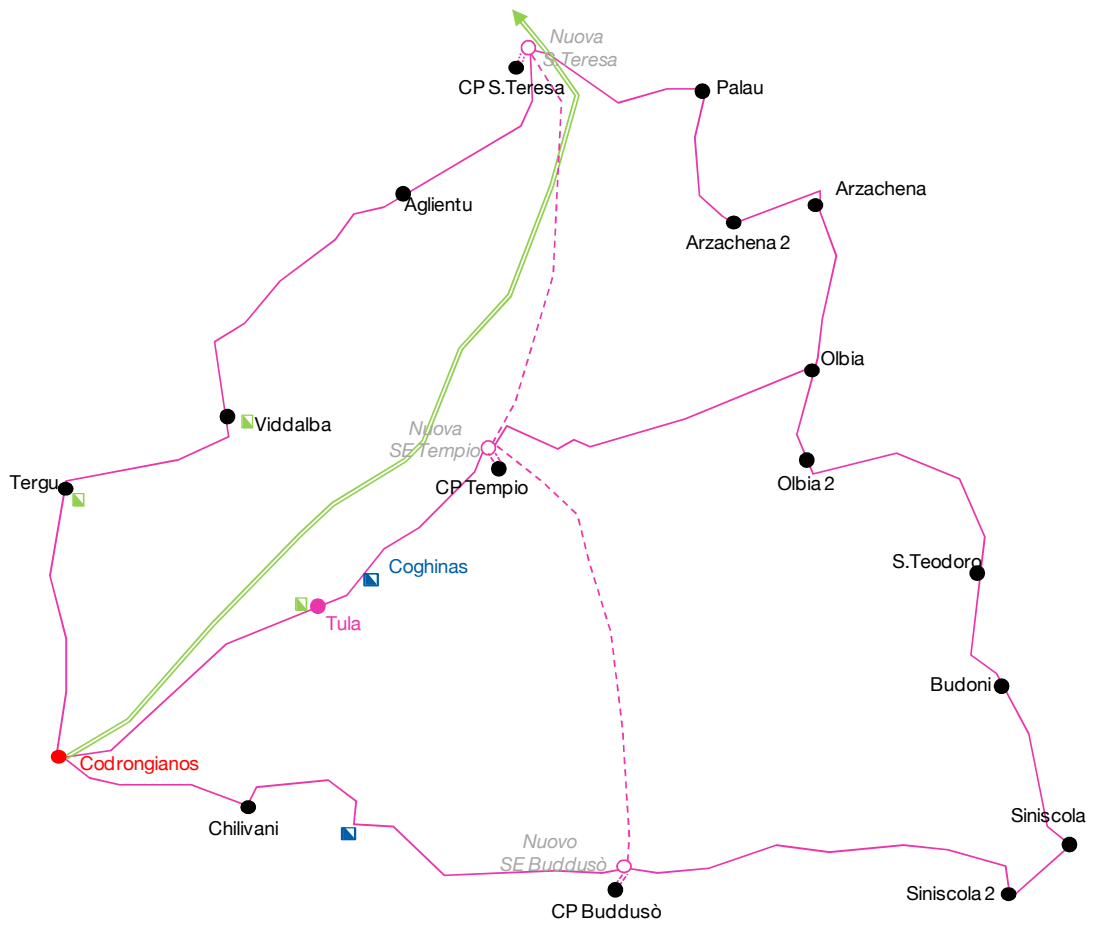 Nuova
S.Teresa
CP S.Teresa
Palau
Aglientu
Arzachena
Arzachena 2
Olbia
Viddalba
Nuova
SE Tempio
CP Tempio
Olbia 2
Tergu
Coghinas
S.Teodoro
Tula
Budoni
Codrongianos
Chilivani
Siniscola
Nuovo
SE Buddusò
Siniscola 2
CP Buddusò